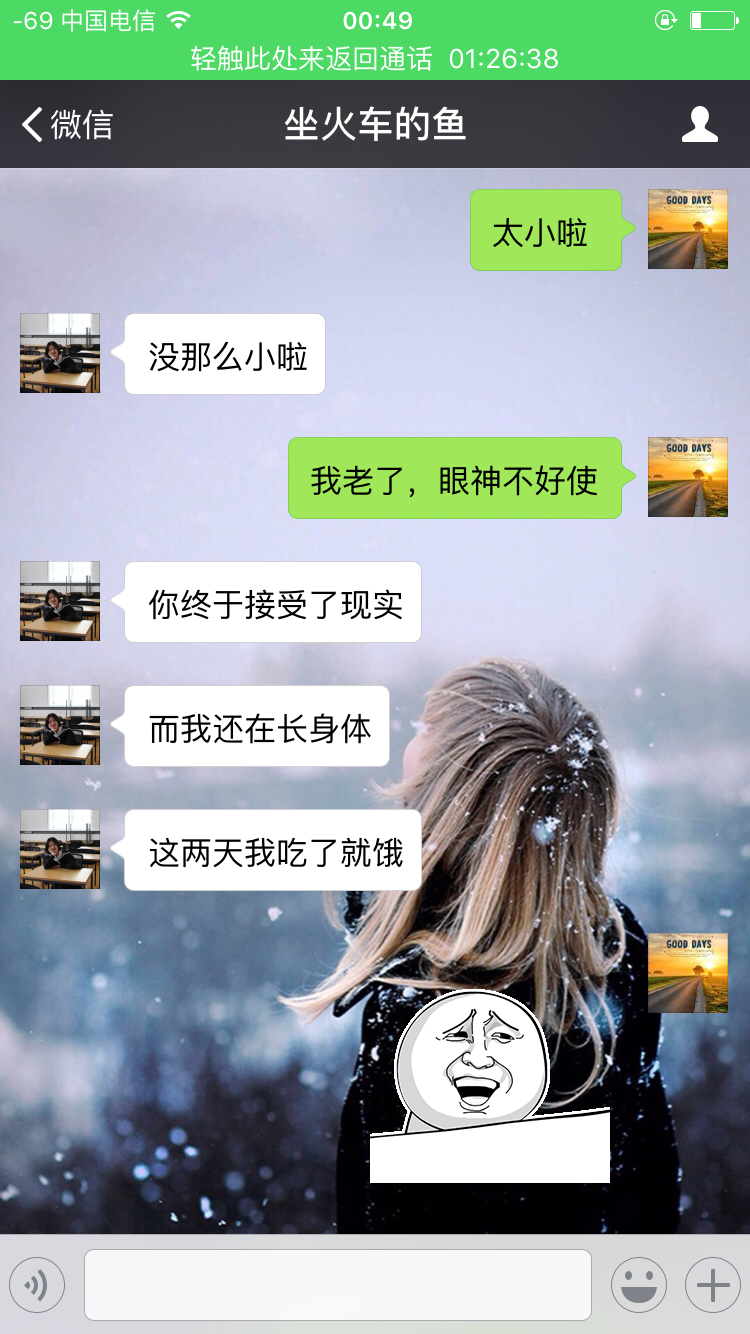 -69 中国电信 00:49
轻触此处来返回通话 01:26:38
微信 坐火车的鱼
太小啦
GOOD DAYS
没那么小啦
我老了，眼神不好使
GOOD DAYS
你终于接受了现实
而我还在长身体
这两天我吃了就饿
GOOD DAYS